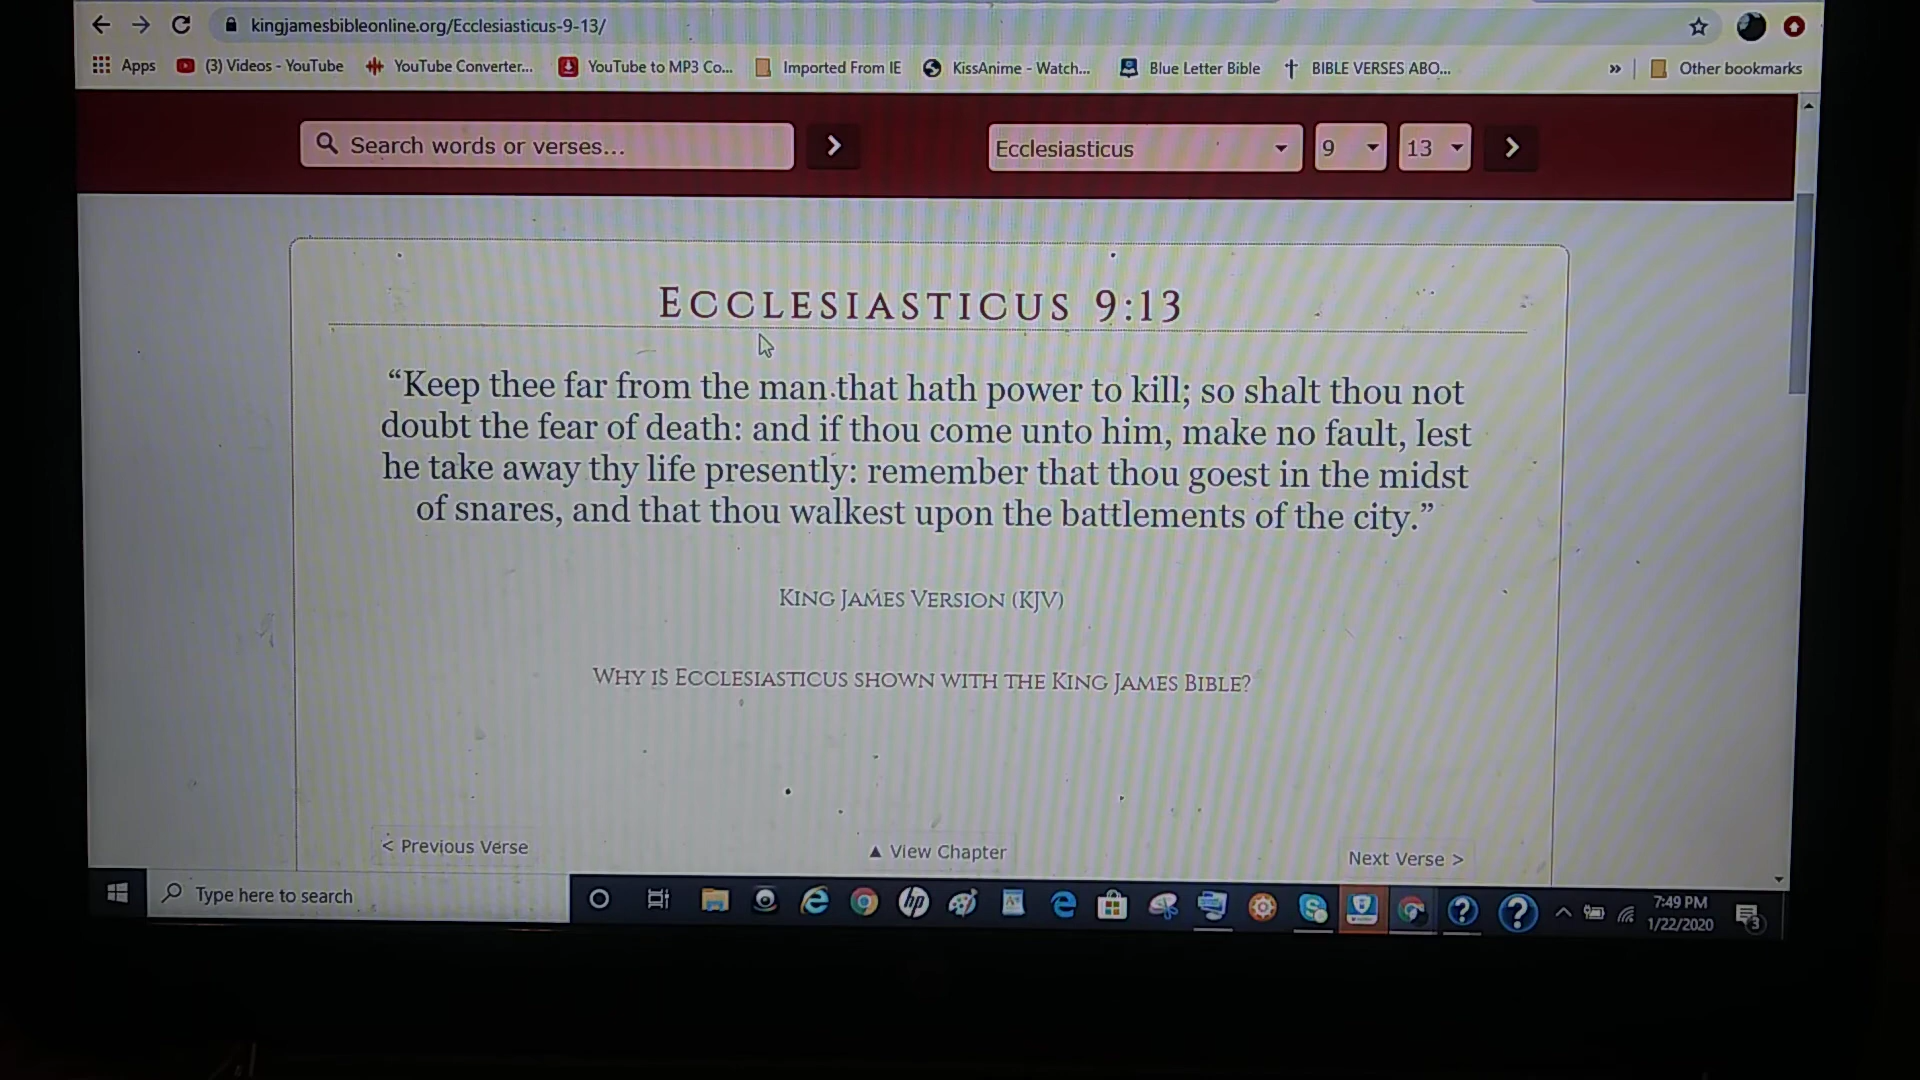 kingjamesbibleonline.org/Ecclesiasticus-9-13/
Apps (3) Videos - YouTube YouTube Converter... YouTube to MP3 Co... Imported From IE KissAnime - Watch... Blue Letter Bible BIBLE VERSES ABO... » Other bookmarks
Search words or verses... Ecclesiasticus 9 13
ECCLESIASTICUS 9:13
“Keep thee far from the man that hath power to kill; so shalt thou not
doubt the fear of death: and if thou come unto him, make no fault, lest
he take away thy life presently: remember that thou goest in the midst
of snares, and that thou walkest upon the battlements of the city.”
KING JAMES VERSION (KJV)
WHY IS ECCLESIASTICUS SHOWN WITH THE KING JAMES BIBLE?
< Previous Verse ▲ View Chapter Next Verse >
Type here to search hp ? ? 7:49 PM
1/22/2020 3